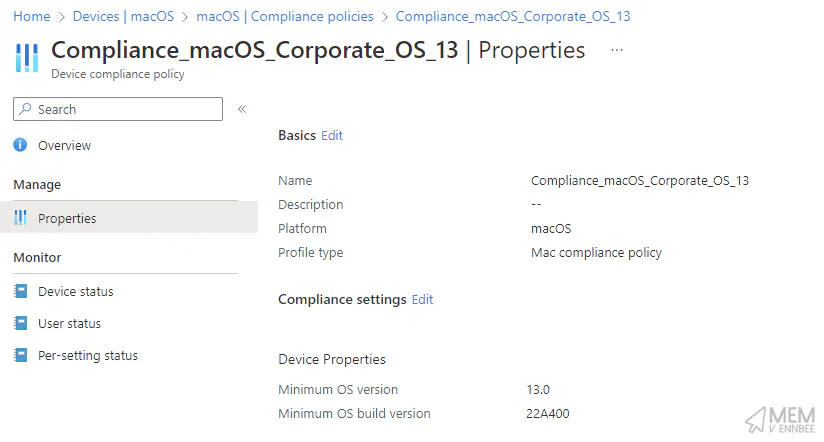 Home > Devices | macOS > macOS | Compliance policies > Compliance_macOS_Corporate_OS_13
Compliance_macOS_Corporate_OS_13 | Properties ...
Device compliance policy
Search «
Overview
Manage
Properties
Monitor
Device status
User status
Per-setting status
Basics Edit
Name Compliance_macOS_Corporate_OS_13
Description --
Platform macOS
Profile type Mac compliance policy
Compliance settings Edit
Device Properties
Minimum OS version 13.0
Minimum OS build version 22A400
MEM
V ENNBEE